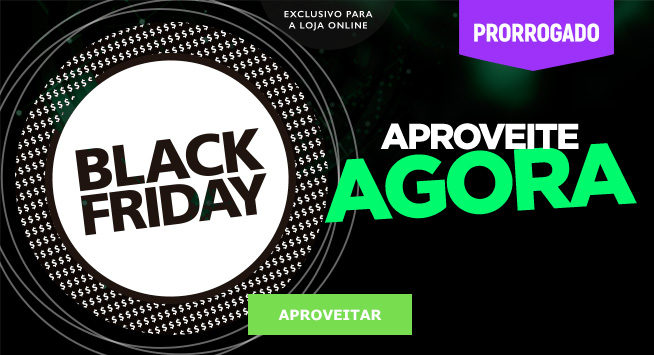 EXCLUSIVO PARA
A LOJA ONLINE
PRORROGADO
BLACK
FRIDAY
APROVEITE
AGORA
APROVEITAR